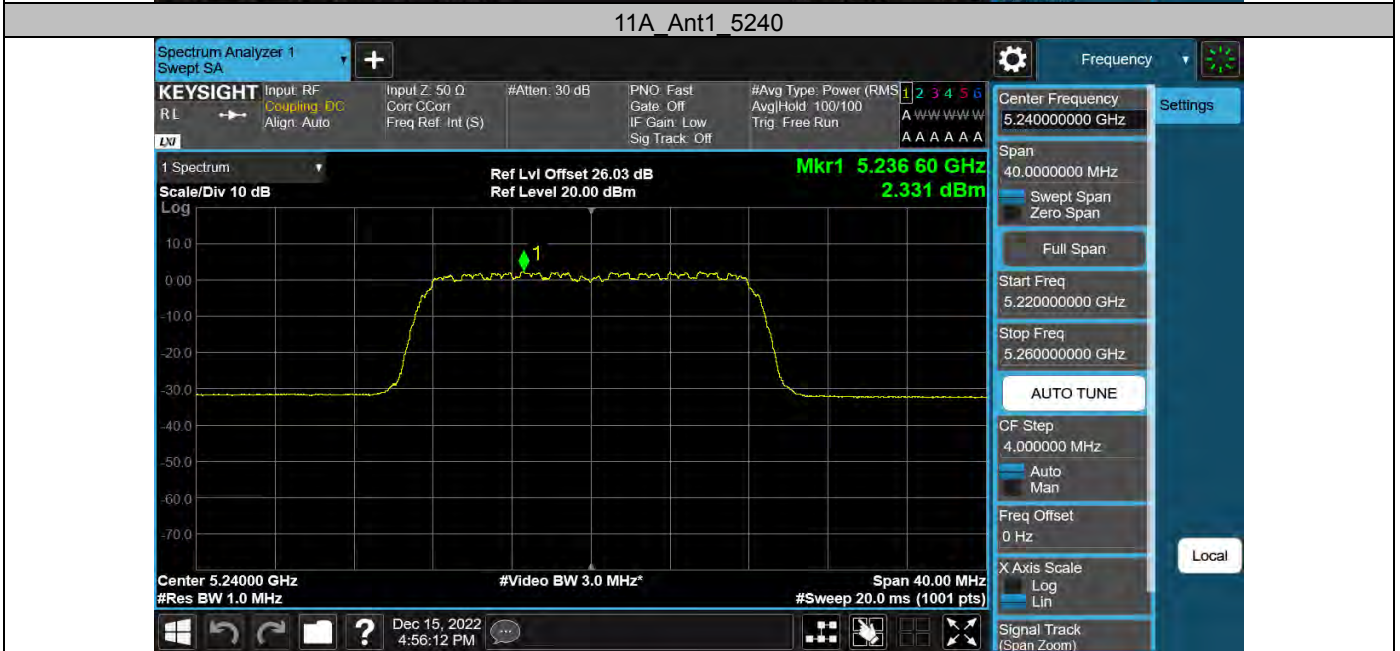 11A_Ant1_5240
Spectrum Analyzer 1
Swept SA
+
Frequency
KEYSIGHT
RL
LXI
Input: RF
Coupling: DC
Align: Auto
Input Z: 50 Ω
Corr CCorr
Freq Ref: Int (S)
#Atten: 30 dB
PNO: Fast
Gate: Off
IF Gain: Low
Sig Track: Off
#Avg Type: Power (RMS
Avg|Hold: 100/100
Trig: Free Run
1 2 3 4 5 6
A W W W W W
A A A A A A
1 Spectrum
Scale/Div 10 dB
Log
Ref Lvl Offset 26.03 dB
Ref Level 20.00 dBm
Mkr1 5.236 60 GHz
2.331 dBm
1
10.0
0.00
-10.0
-20.0
-30.0
-40.0
-50.0
-60.0
-70.0
Center 5.24000 GHz
#Res BW 1.0 MHz
#Video BW 3.0 MHz*
Span 40.00 MHz
#Sweep 20.0 ms (1001 pts)
?
Dec 15, 2022
4:56:12 PM
Center Frequency
5.240000000 GHz
Settings
Span
40.0000000 MHz
Swept Span
Zero Span
Full Span
Start Freq
5.220000000 GHz
Stop Freq
5.260000000 GHz
AUTO TUNE
CF Step
4.000000 MHz
Auto
Man
Freq Offset
0 Hz
Local
X Axis Scale
Log
Lin
Signal Track
(Span Zoom)